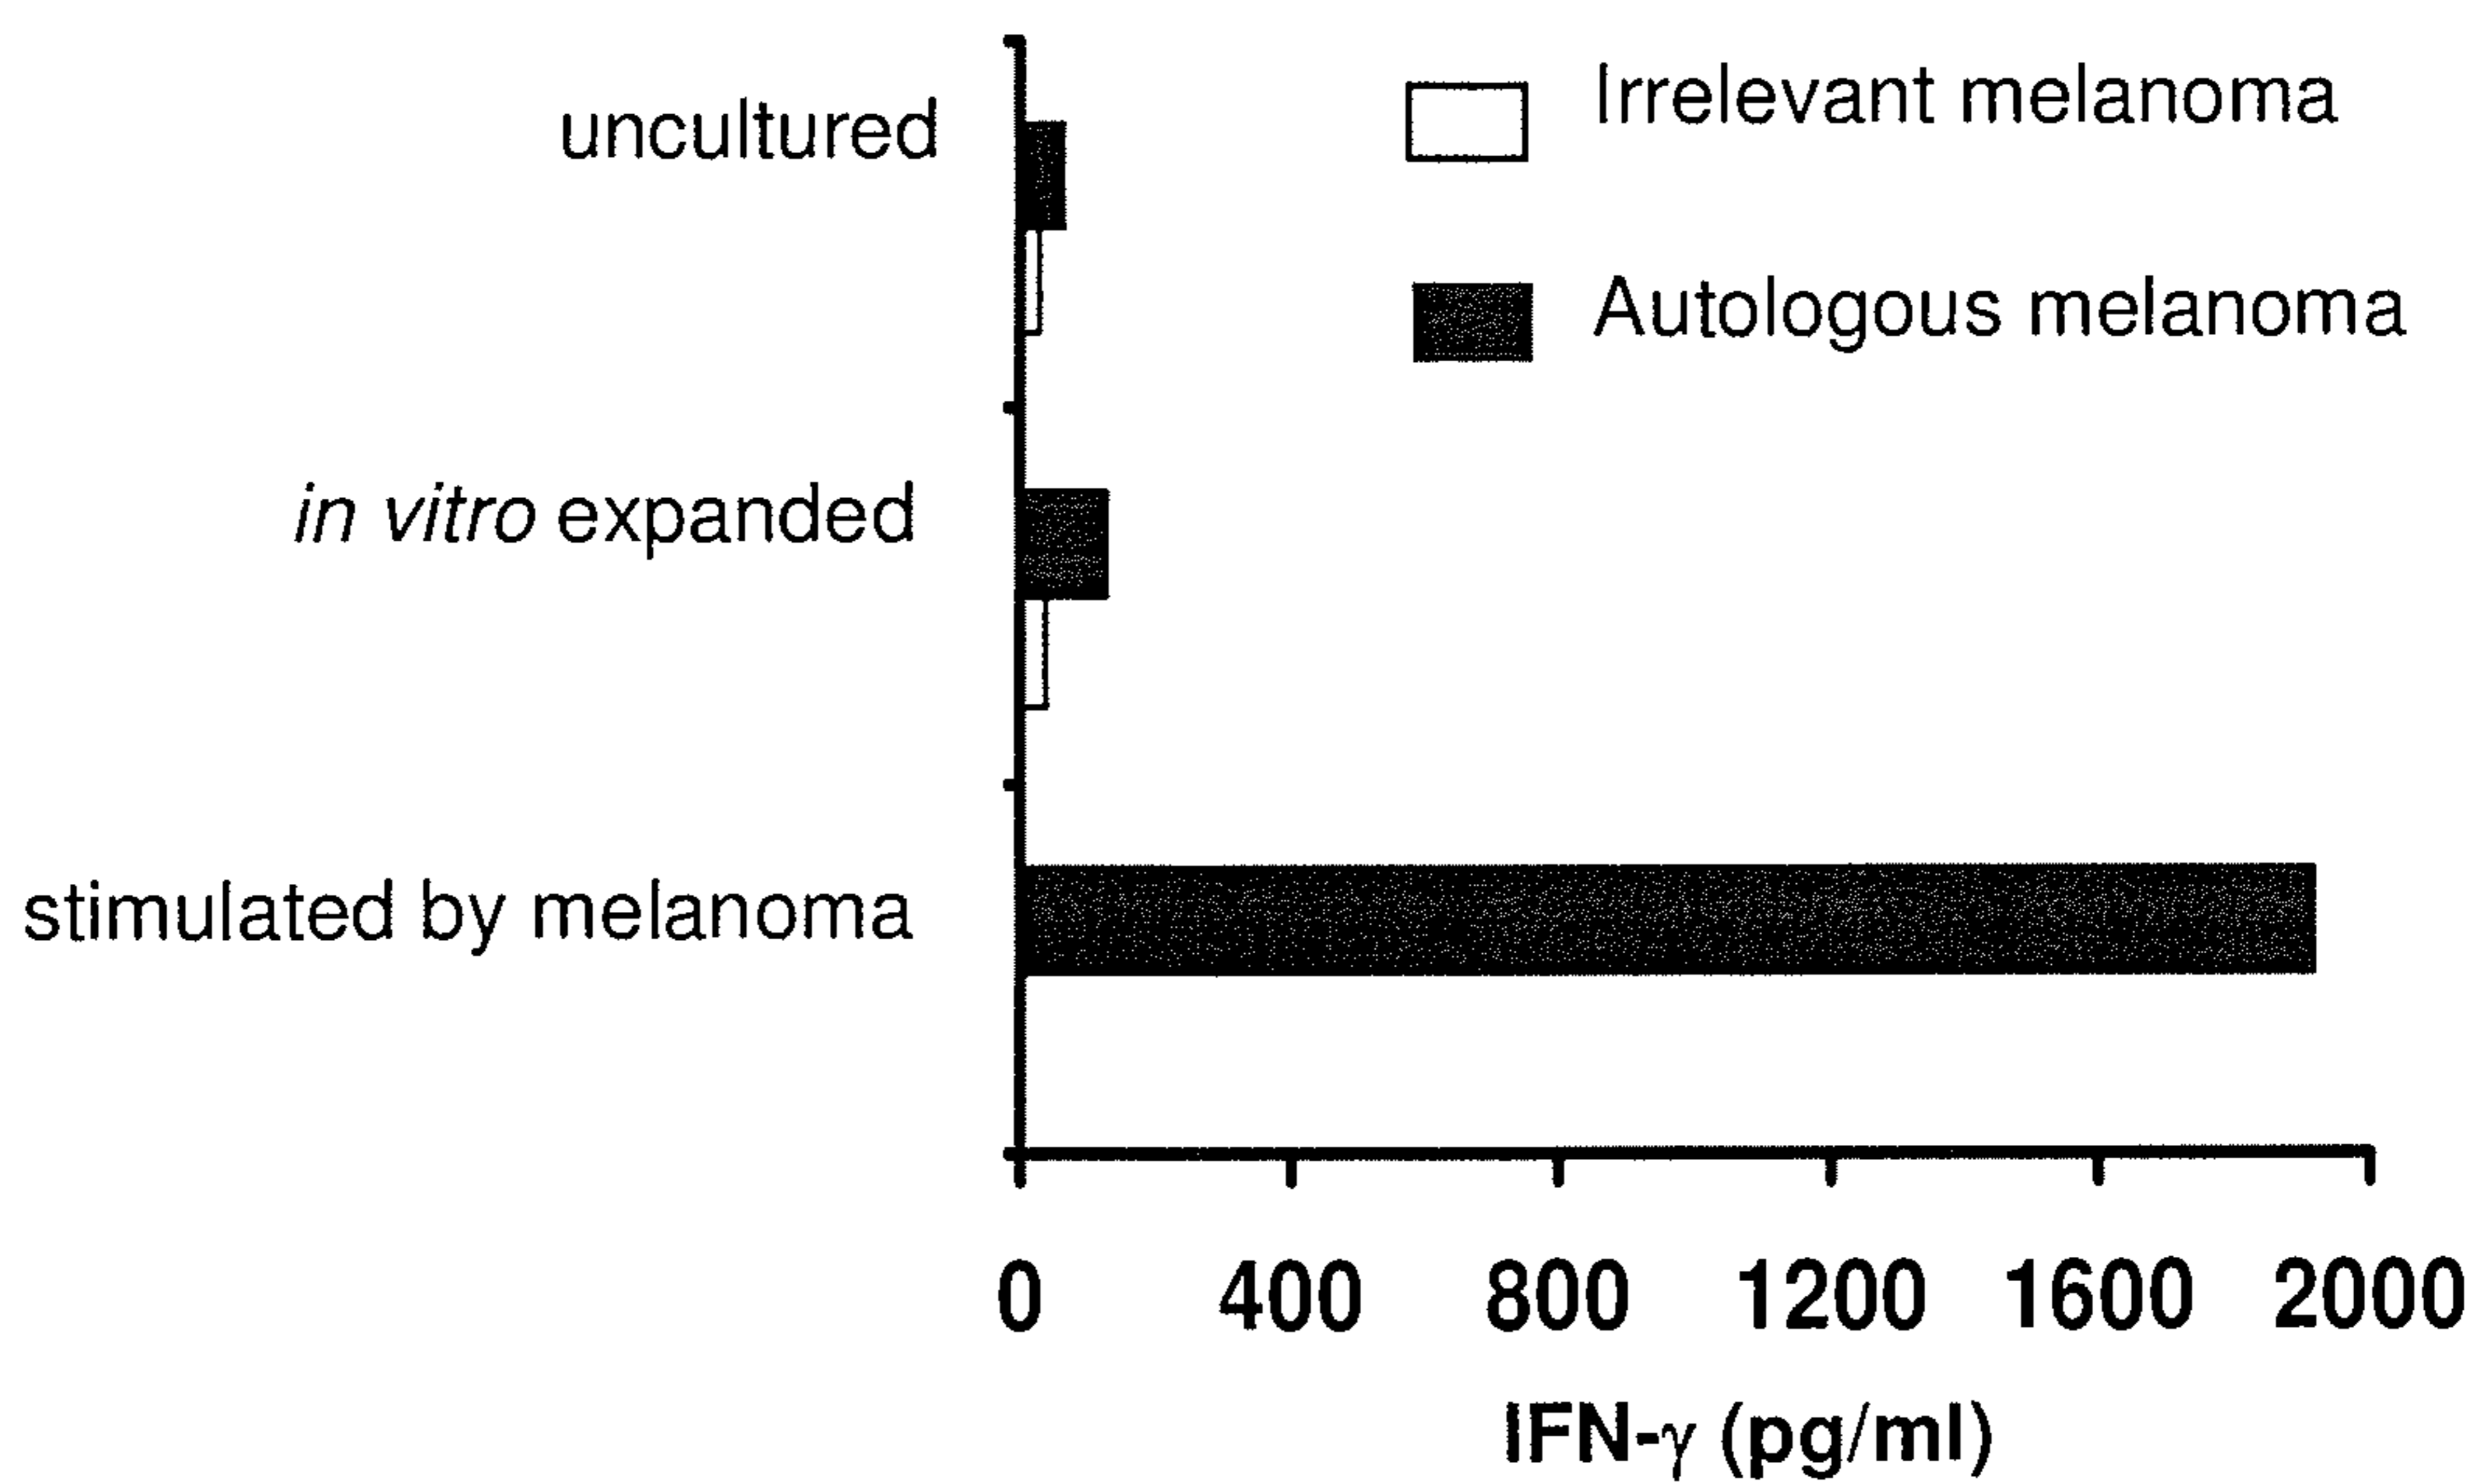 uncultured
Irrelevant melanoma
Autologous melanoma
in vitro expanded
stimulated by melanoma
0 400 800 1200 1600 2000
IFN-γ (pg/ml)